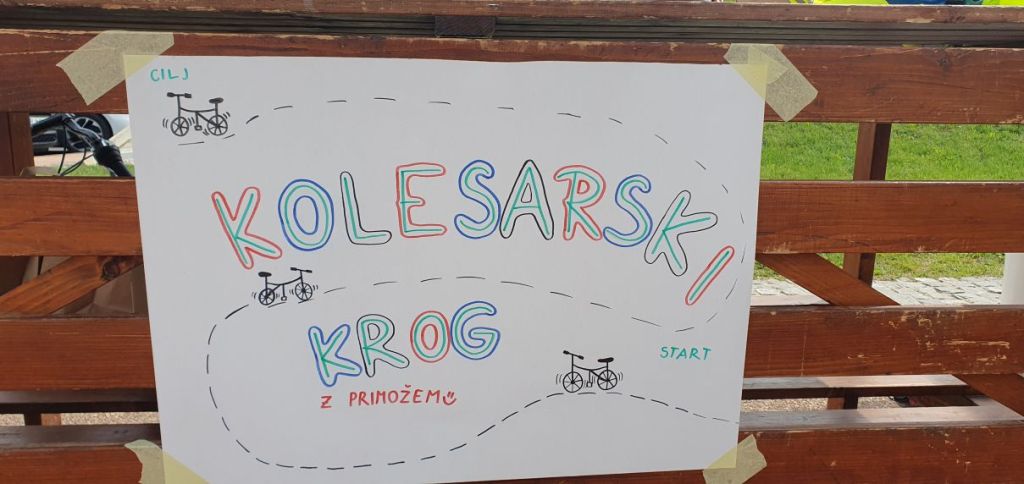 CILJ
KOLESARSKI
KROG
START
Z PRIMOŽEM